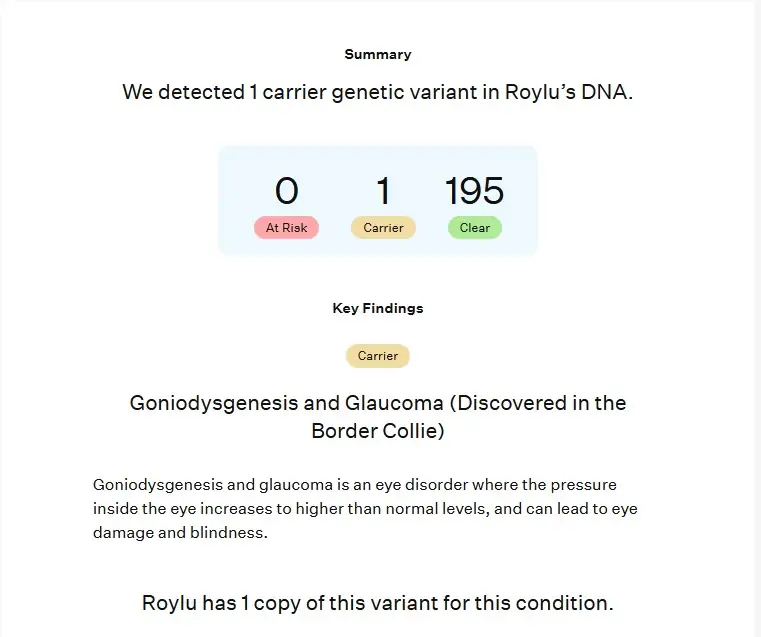 Summary
We detected 1 carrier genetic variant in Roylu’s DNA.
0 1 195
At Risk Carrier Clear
Key Findings
Carrier
Goniodysgenesis and Glaucoma (Discovered in the
Border Collie)
Goniodysgenesis and glaucoma is an eye disorder where the pressure
inside the eye increases to higher than normal levels, and can lead to eye
damage and blindness.
Roylu has 1 copy of this variant for this condition.